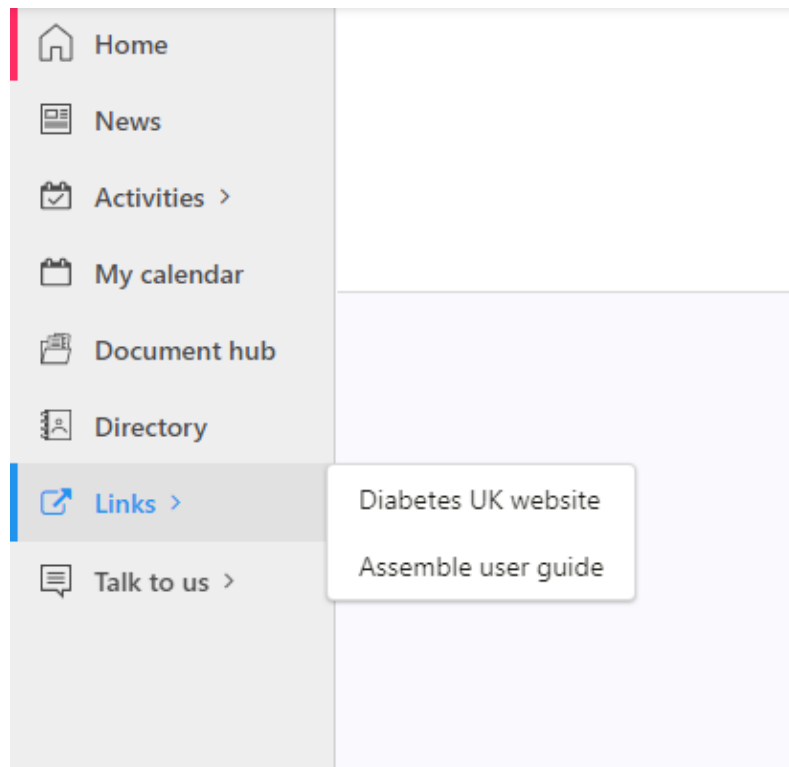 Home
News
Activities >
My calendar
Document hub
Directory
Links >
Diabetes UK website
Assemble user guide
Talk to us >